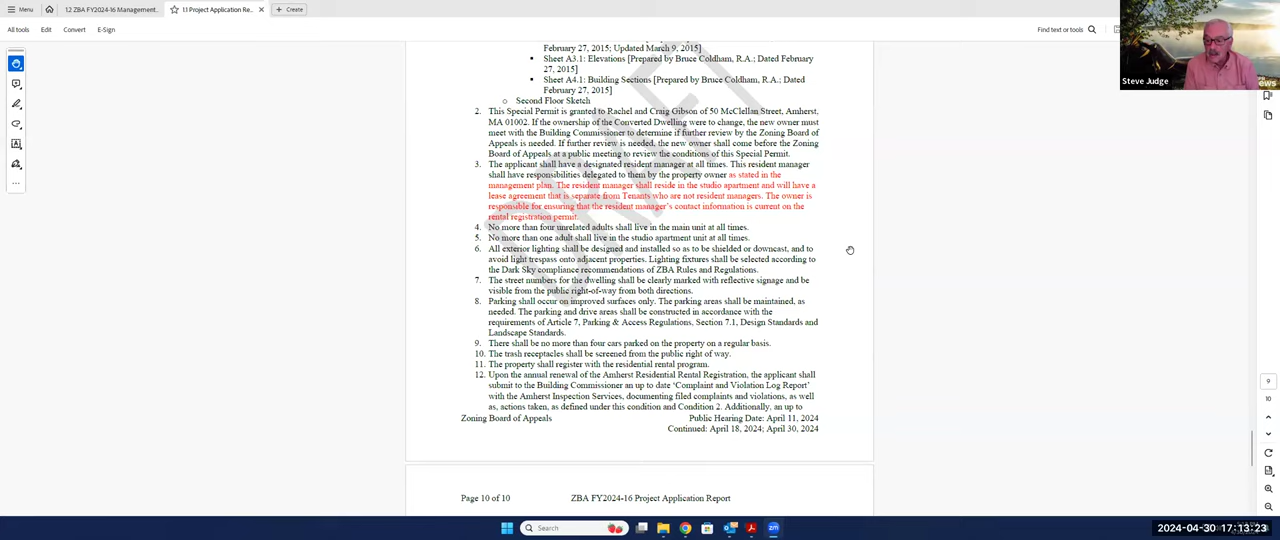 Menu
1.2 ZBA FY2024-16 Management..
1.1 Project Application Re..
Create
All tools Edit Convert E-Sign
Find text or tools
Steve Judge
February 27, 2015; Updated March 9, 2015]
Sheet A3.1: Elevations [Prepared by Bruce Coldham, R.A.; Dated February
27, 2015]
Sheet A4.1: Building Sections [Prepared by Bruce Coldham, R.A.; Dated
February 27, 2015]
Second Floor Sketch
2. This Special Permit is granted to Rachel and Craig Gibson of 50 McClellan Street, Amherst,
MA 01002. If the ownership of the Converted Dwelling were to change, the new owner must
meet with the Building Commissioner to determine if further review by the Zoning Board of
Appeals is needed. If further review is needed, the new owner shall come before the Zoning
Board of Appeals at a public meeting to review the conditions of this Special Permit.
3. The applicant shall have a designated resident manager at all times. This resident manager
shall have responsibilities delegated to them by the property owner as stated in the
management plan. The resident manager shall reside in the studio apartment and will have a
lease agreement that is separate from Tenants who are not resident managers. The owner is
responsible for ensuring that the resident manager's contact information is current on the
rental registration permit.
4. No more than four unrelated adults shall live in the main unit at all times.
5. No more than one adult shall live in the studio apartment unit at all times.
6. All exterior lighting shall be designed and installed so as to be shielded or downcast, and to
avoid light trespass onto adjacent properties. Lighting fixtures shall be selected according to
the Dark Sky compliance recommendations of ZBA Rules and Regulations.
7. The street numbers for the dwelling shall be clearly marked with reflective signage and be
visible from the public right-of-way from both directions.
8. Parking shall occur on improved surfaces only. The parking areas shall be maintained, as
needed. The parking and drive areas shall be constructed in accordance with the
requirements of Article 7, Parking & Access Regulations, Section 7.1, Design Standards and
Landscape Standards.
9. There shall be no more than four cars parked on the property on a regular basis.
10. The trash receptacles shall be screened from the public right of way.
11. The property shall register with the residential rental program.
12. Upon the annual renewal of the Amherst Residential Rental Registration, the applicant shall
submit to the Building Commissioner an up to date 'Complaint and Violation Log Report'
with the Amherst Inspection Services, documenting filed complaints and violations, as well
as, actions taken, as defined under this condition and Condition 2. Additionally, an up to
Zoning Board of Appeals Public Hearing Date: April 11, 2024
Continued: April 18, 2024; April 30, 2024
DRAFT
9
10
Page 10 of 10 ZBA FY2024-16 Project Application Report
Search
2024-04-30 17:13:23